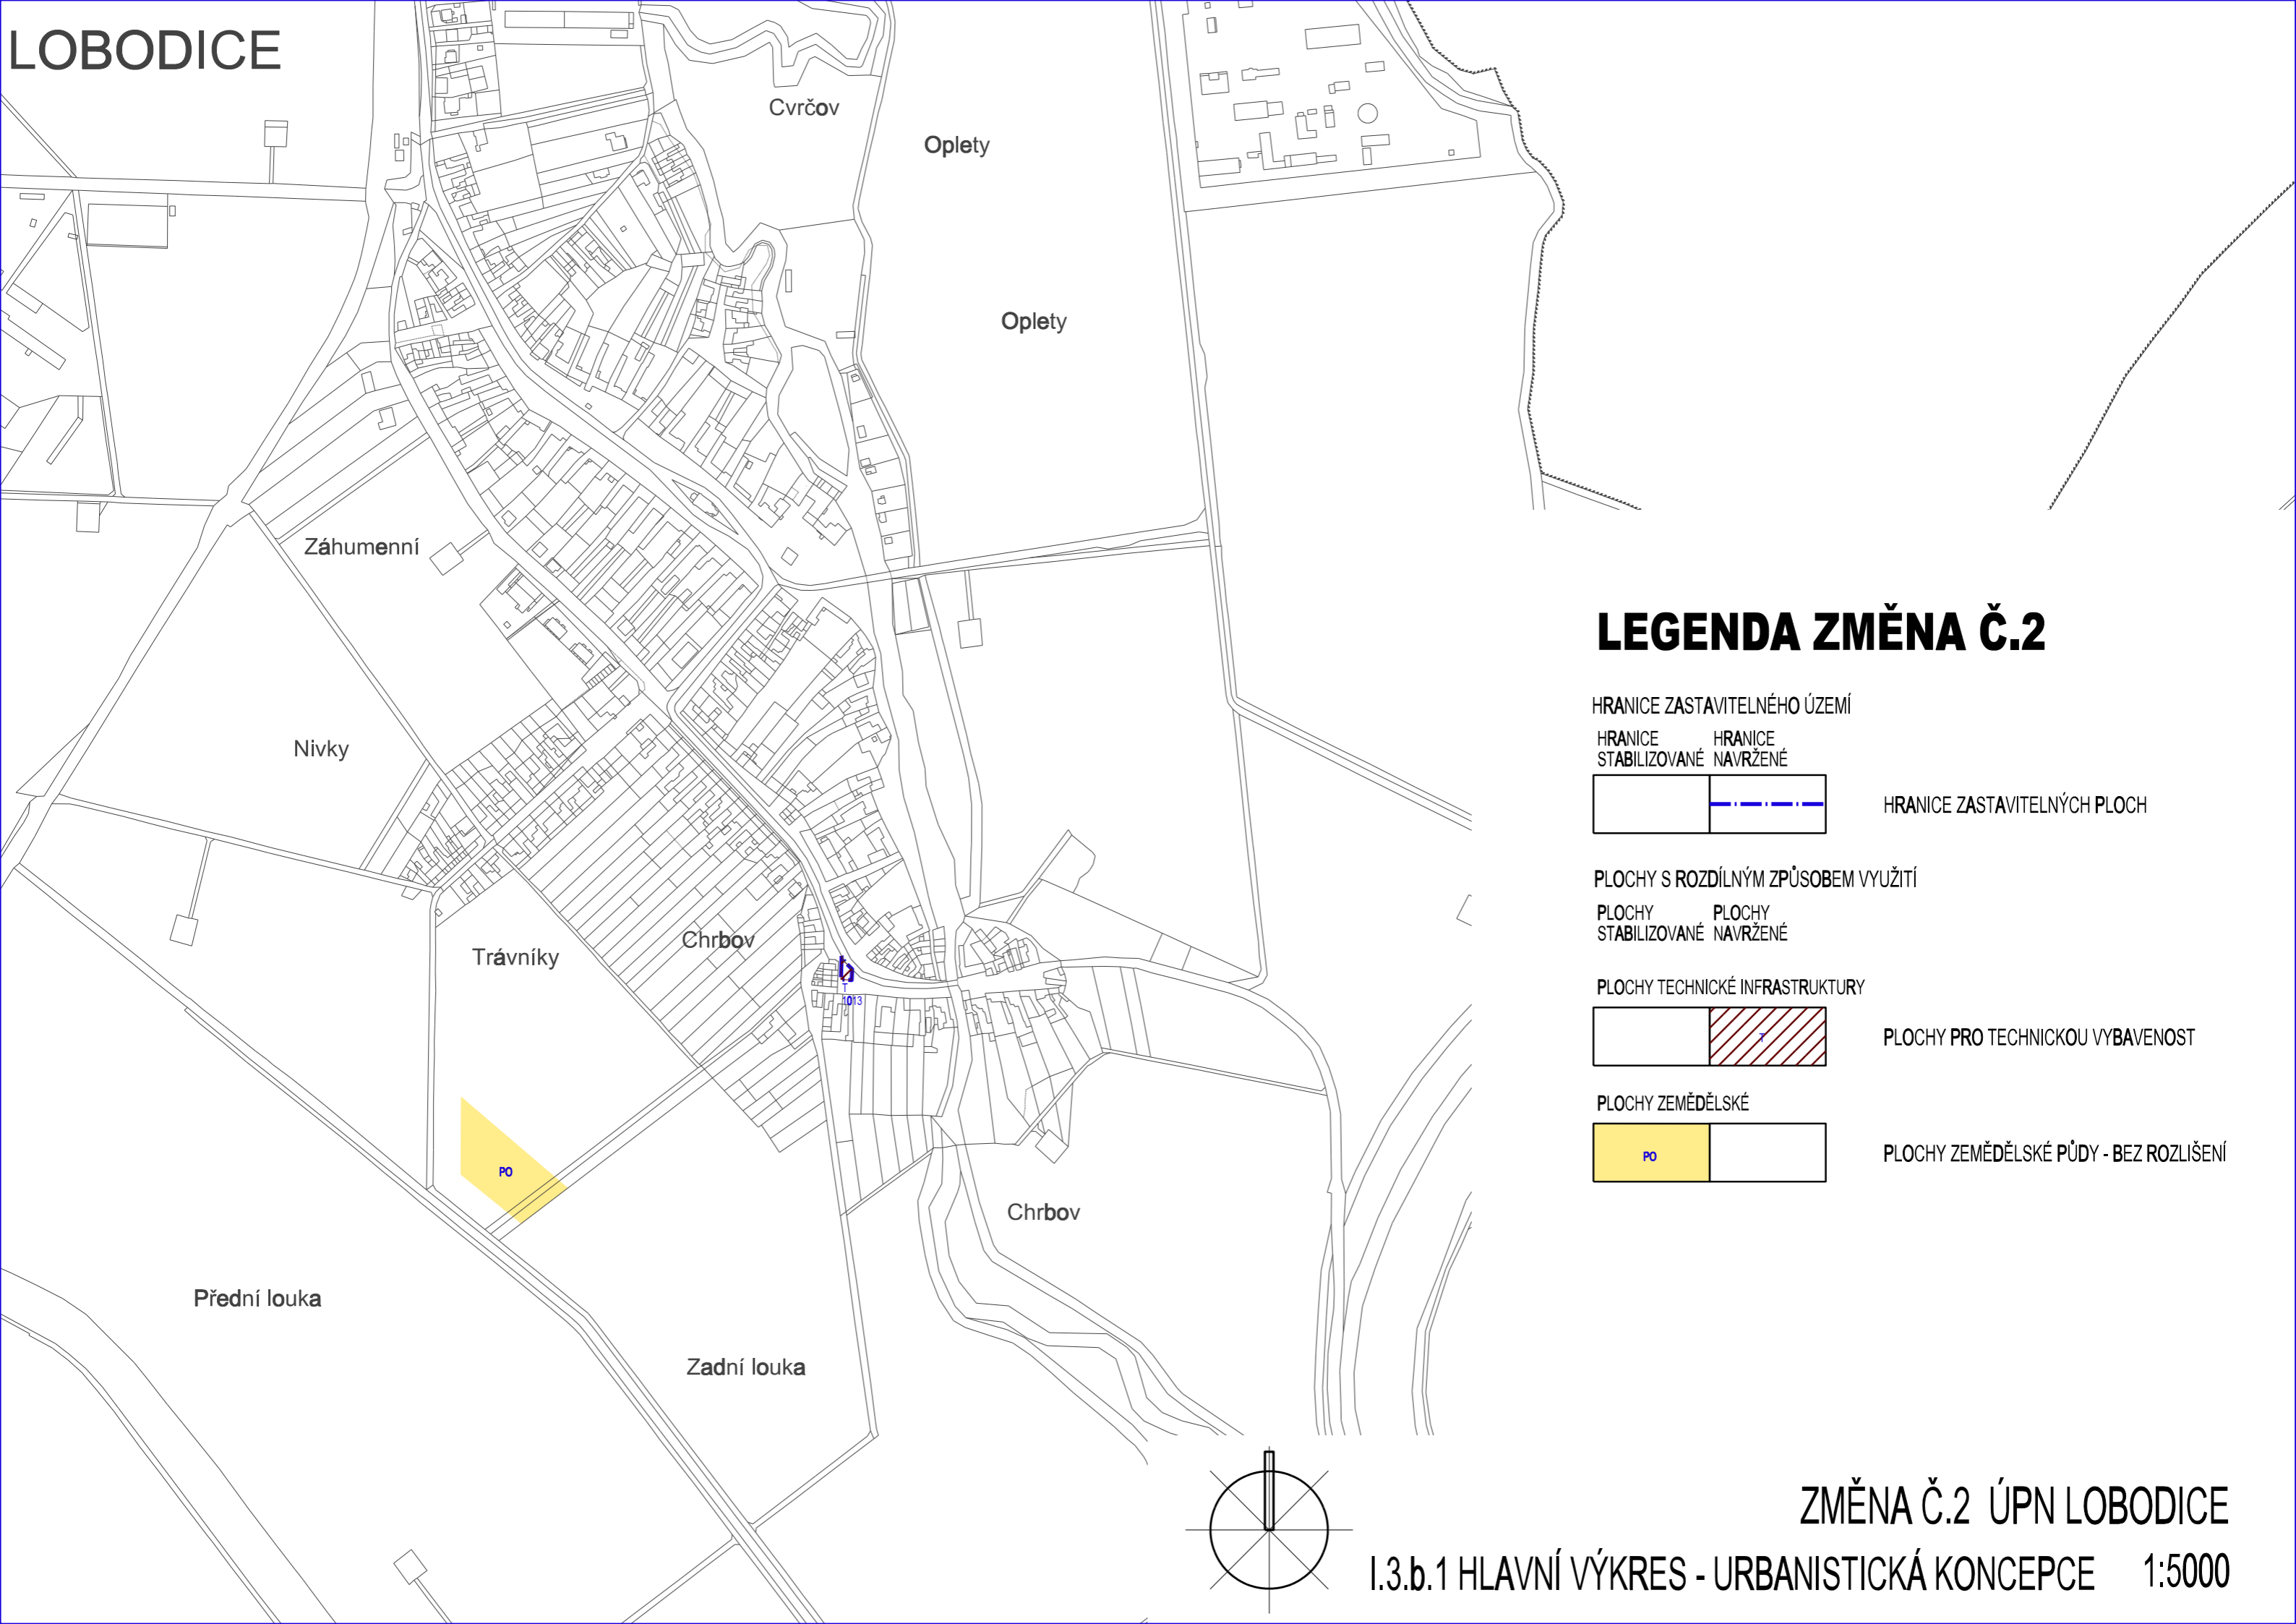 LOBODICE
Cvrčov
Oplety
Oplety
Záhumenní
Nivky
Trávníky
Chrbov
T
1013
PO
Chrbov
Přední louka
Zadní louka
LEGENDA ZMĚNA Č.2
HRANICE ZASTAVITELNÉHO ÚZEMÍ
HRANICE HRANICE
STABILIZOVANÉ NAVRŽENÉ
HRANICE ZASTAVITELNÝCH PLOCH
PLOCHY S ROZDÍLNÝM ZPŮSOBEM VYUŽITÍ
PLOCHY PLOCHY
STABILIZOVANÉ NAVRŽENÉ
PLOCHY TECHNICKÉ INFRASTRUKTURY
T
PLOCHY PRO TECHNICKOU VYBAVENOST
PLOCHY ZEMĚDĚLSKÉ
PO
PLOCHY ZEMĚDĚLSKÉ PŮDY - BEZ ROZLIŠENÍ
ZMĚNA Č.2 ÚPN LOBODICE
I.3.b.1 HLAVNÍ VÝKRES - URBANISTICKÁ KONCEPCE 1:5000